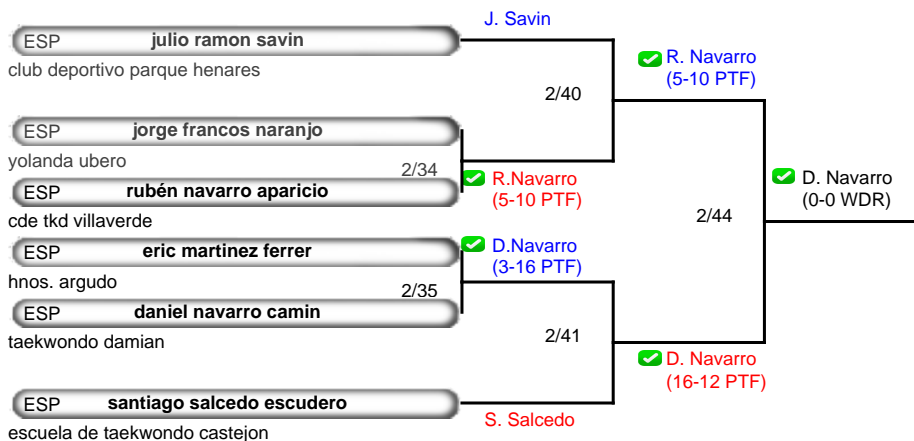 J. Savin
ESP julio ramon savin
club deportivo parque henares
R. Navarro
(5-10 PTF)
2/40
ESP jorge francos naranjo
yolanda ubero
2/34
R.Navarro
(5-10 PTF)
ESP rubén navarro aparicio
cde tkd villaverde
D. Navarro
(0-0 WDR)
2/44
ESP eric martinez ferrer
hnos. argudo
D.Navarro
(3-16 PTF)
2/35
ESP daniel navarro camin
taekwondo damian
2/41
D. Navarro
(16-12 PTF)
ESP santiago salcedo escudero
escuela de taekwondo castejon
S. Salcedo